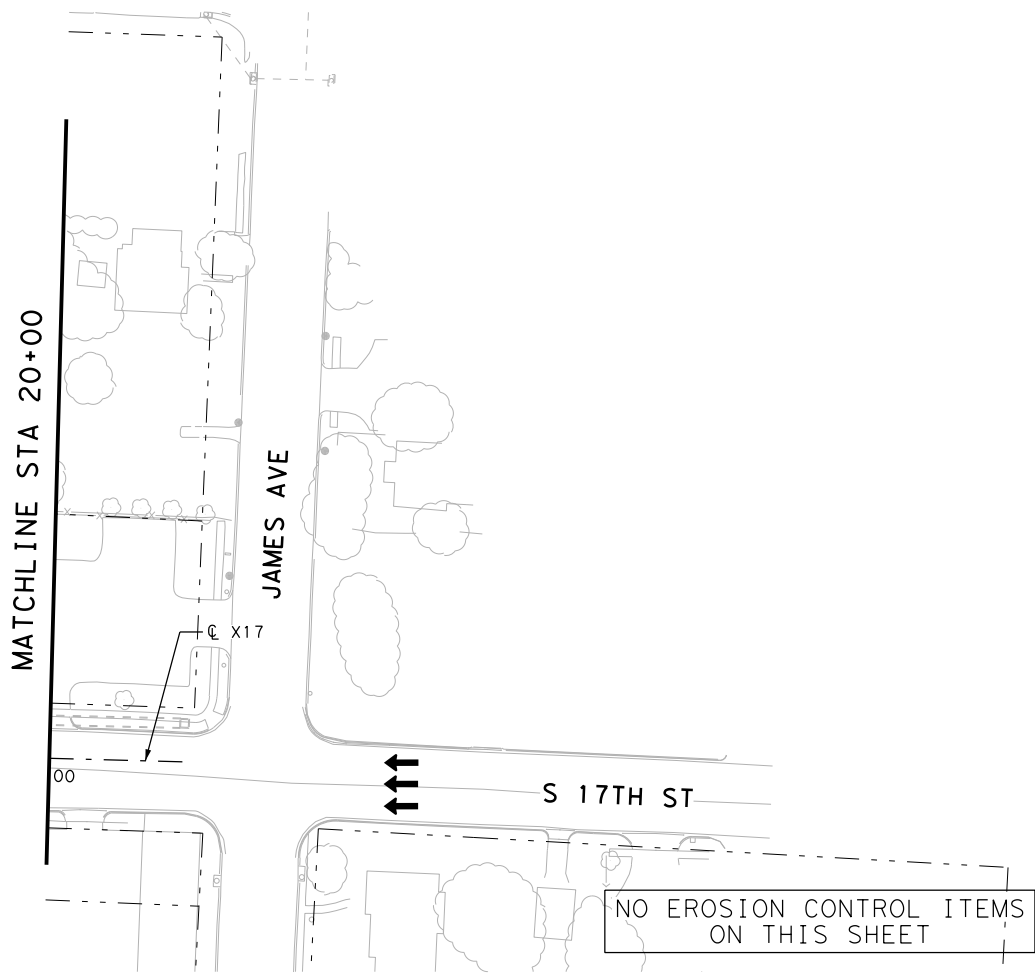 MATCHLINE STA 20+00
JAMES AVE
℄ X17
00
S 17TH ST
NO EROSION CONTROL ITEMS
ON THIS SHEET